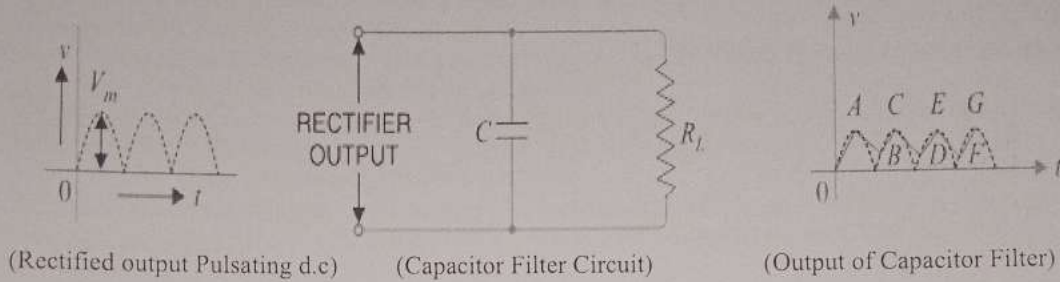 v
V_m
0
t
(Rectified output Pulsating d.c)
RECTIFIER
OUTPUT
C
R_L
(Capacitor Filter Circuit)
v
A C E G
B D F
0
t
(Output of Capacitor Filter)